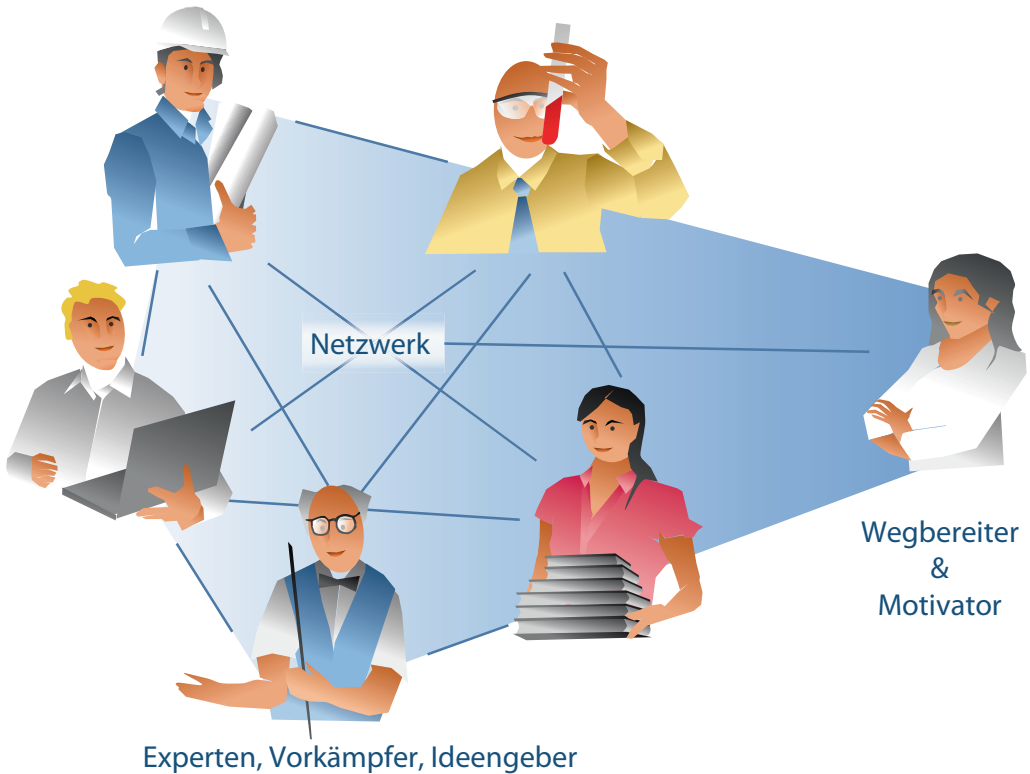 Netzwerk
Wegbereiter
&
Motivator
Experten, Vorkämpfer, Ideengeber